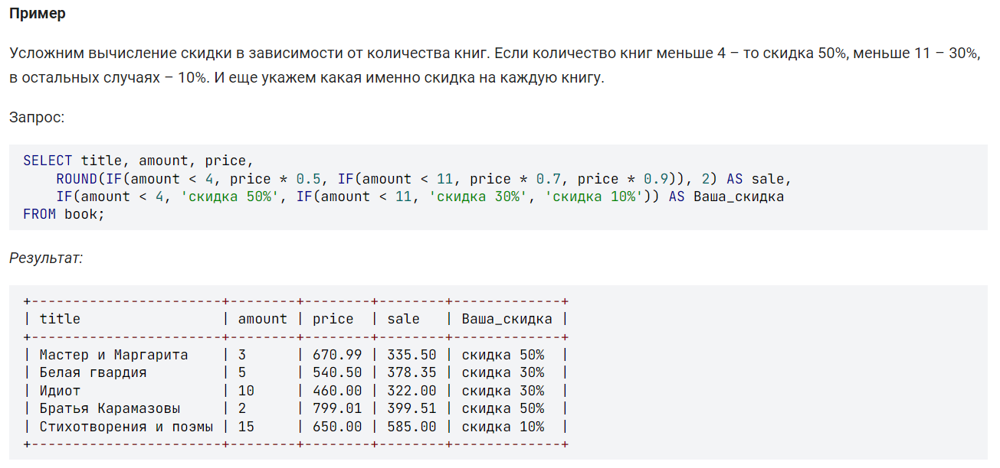 Пример
Усложним вычисление скидки в зависимости от количества книг. Если количество книг меньше 4 – то скидка 50%, меньше 11 – 30%,
в остальных случаях – 10%. И еще укажем какая именно скидка на каждую книгу.
Запрос:
SELECT title, amount, price,
    ROUND(IF(amount < 4, price * 0.5, IF(amount < 11, price * 0.7, price * 0.9)), 2) AS sale,
    IF(amount < 4, 'скидка 50%', IF(amount < 11, 'скидка 30%', 'скидка 10%')) AS Ваша_скидка
FROM book;
Результат:
+-----------------------+--------+--------+--------+-------------+
| title                 | amount | price  | sale   | Ваша_скидка |
+-----------------------+--------+--------+--------+-------------+
| Мастер и Маргарита    | 3      | 670.99 | 335.50 | скидка 50%  |
| Белая гвардия         | 5      | 540.50 | 378.35 | скидка 30%  |
| Идиот                 | 10     | 460.00 | 322.00 | скидка 30%  |
| Братья Карамазовы     | 2      | 799.01 | 399.51 | скидка 50%  |
| Стихотворения и поэмы | 15     | 650.00 | 585.00 | скидка 10%  |
+-----------------------+--------+--------+--------+-------------+